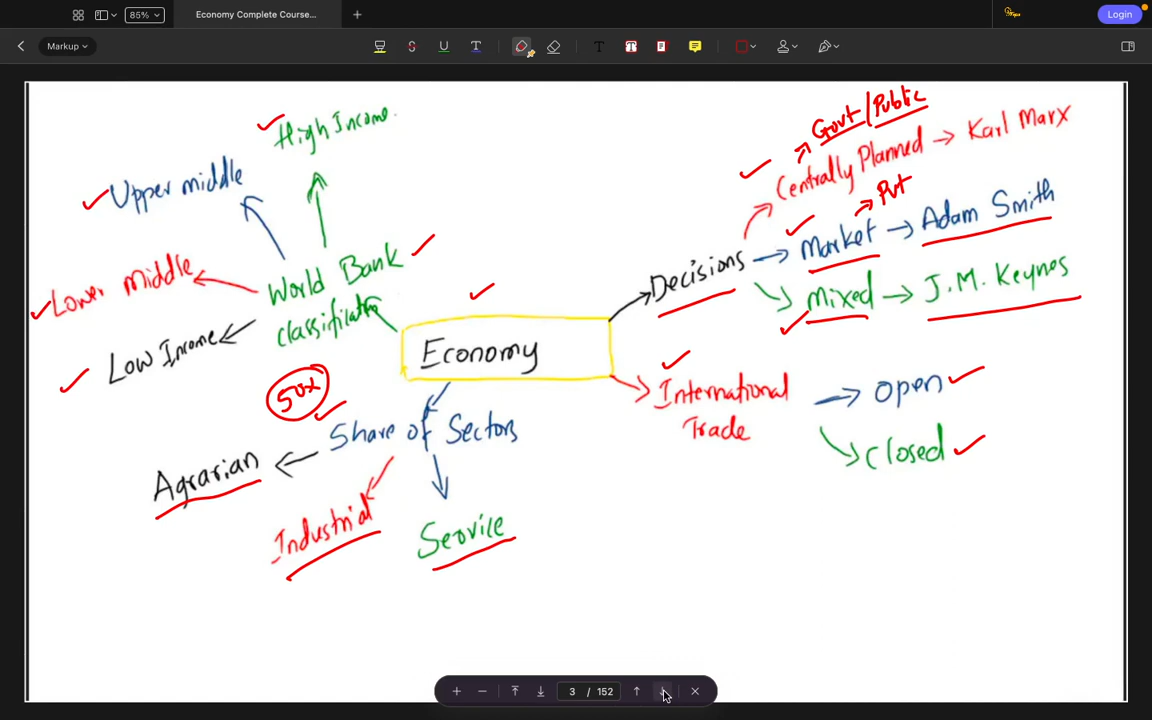 85%
Economy Complete Course...
Login
Markup
High Income
Upper middle
World Bank
classification
Lower middle
Low Income
Economy
50%
Share of Sectors
Agrarian
Industrial
Service
Decisions
Govt/Public
Centrally Planned → Karl Marx
Pvt
Market → Adam Smith
Mixed → J.M. Keynes
International
Trade
open
closed
3 / 152